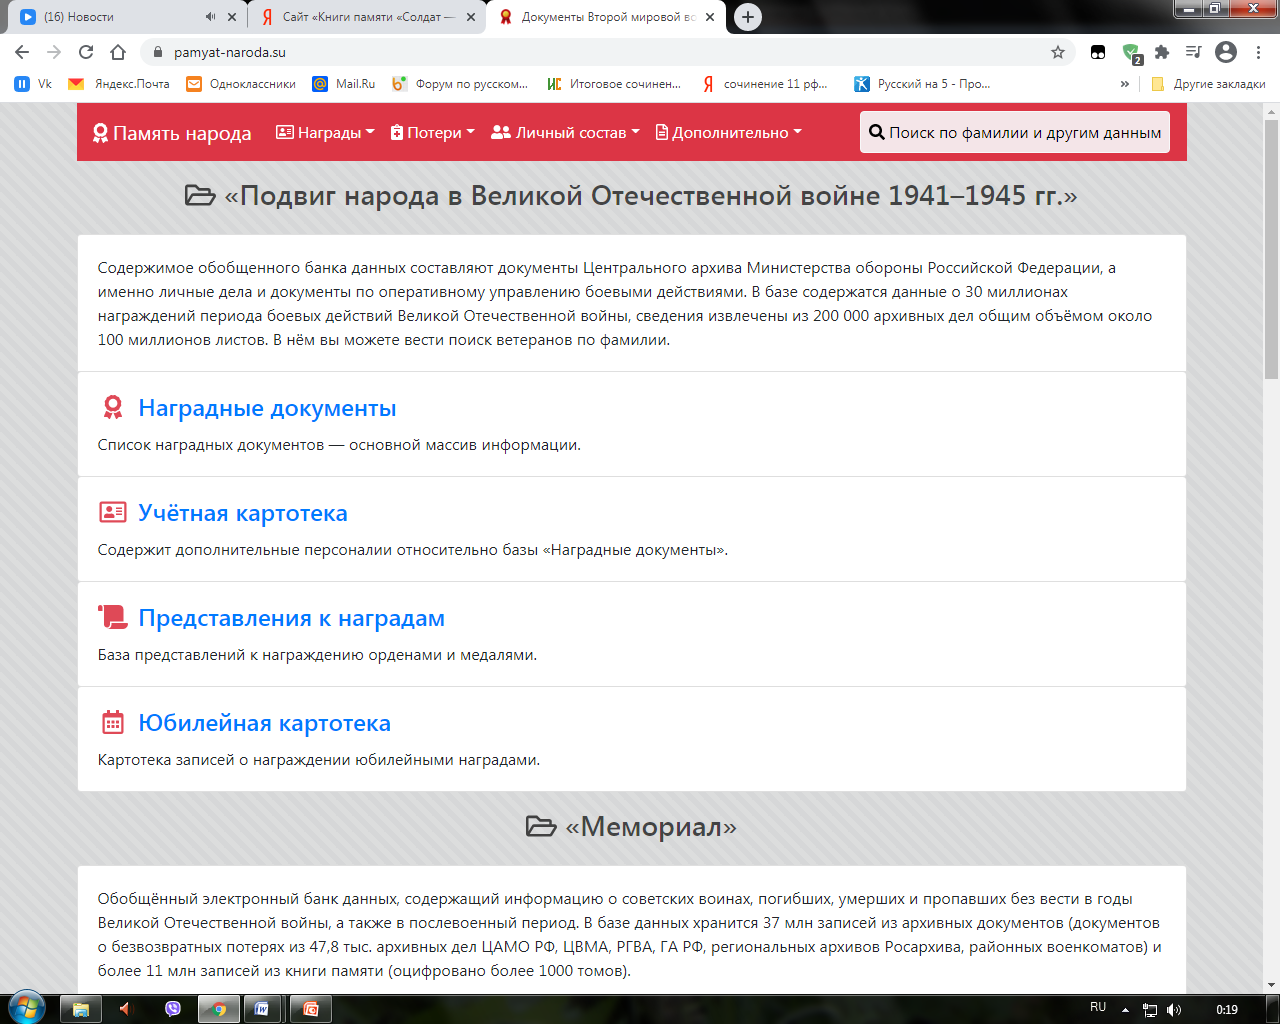 (16) Новости
Сайт «Книги памяти «Солдат —
Документы Второй мировой во
pamyat-naroda.su
2
Vk
Яндекс.Почта
Одноклассники
Mail.Ru
Форум по русском...
Итоговое сочинен...
сочинение 11 рф...
Русский на 5 - Про...
»
Другие закладки
Память народа
Награды
Потери
Личный состав
Дополнительно
Поиск по фамилии и другим данным
«Подвиг народа в Великой Отечественной войне 1941–1945 гг.»
Содержимое обобщенного банка данных составляют документы Центрального архива Министерства обороны Российской Федерации, а
именно личные дела и документы по оперативному управлению боевыми действиями. В базе содержатся данные о 30 миллионах
награждений периода боевых действий Великой Отечественной войны, сведения извлечены из 200 000 архивных дел общим объёмом около
100 миллионов листов. В нём вы можете вести поиск ветеранов по фамилии.
Наградные документы
Список наградных документов — основной массив информации.
Учётная картотека
Содержит дополнительные персоналии относительно базы «Наградные документы».
Представления к наградам
База представлений к награждению орденами и медалями.
Юбилейная картотека
Картотека записей о награждении юбилейными наградами.
«Мемориал»
Обобщённый электронный банк данных, содержащий информацию о советских воинах, погибших, умерших и пропавших без вести в годы
Великой Отечественной войны, а также в послевоенный период. В базе данных хранится 37 млн записей из архивных документов (документов
о безвозвратных потерях из 47,8 тыс. архивных дел ЦАМО РФ, ЦВМА, РГВА, ГА РФ, региональных архивов Росархива, районных военкоматов) и
более 11 млн записей из книги памяти (оцифровано более 1000 томов).
RU
0:19